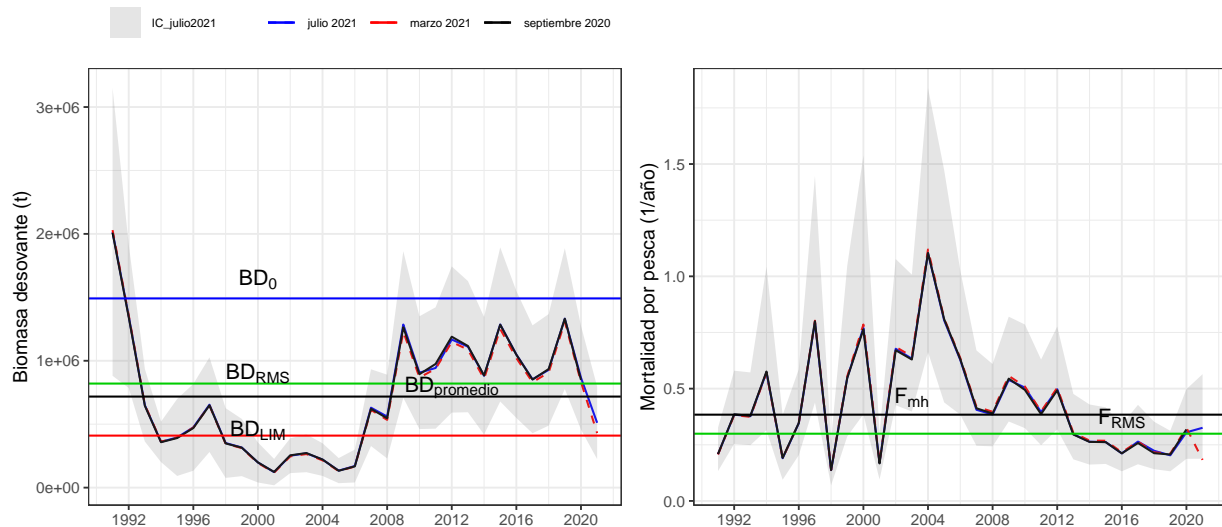 IC_julio2021 julio 2021 marzo 2021 septiembre 2020
Biomasa desovante (t)
3e+06
2e+06
1e+06
0e+00
BD0
BDRMS
BDpromedio
BDLIM
1992 1996 2000 2004 2008 2012 2016 2020
Mortalidad por pesca (1/año)
1.5
1.0
0.5
0.0
Fmh
FRMS
1992 1996 2000 2004 2008 2012 2016 2020